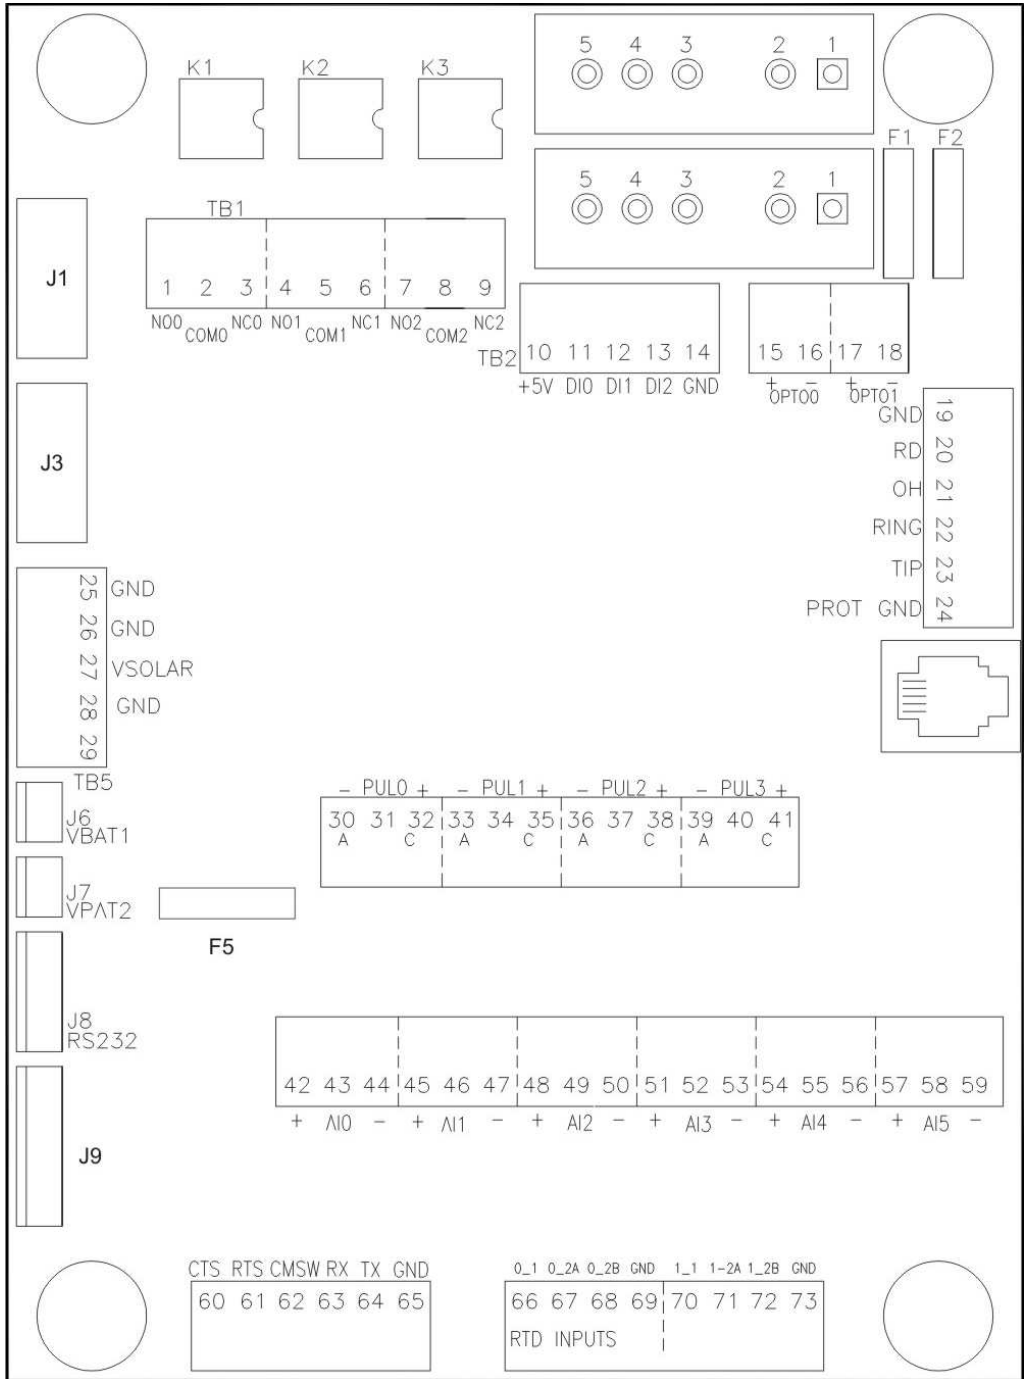 K1 K2 K3
5 4 3 2 1
F1 F2
5 4 3 2 1
TB1
J1
1 2 3 4 5 6 7 8 9
NO0 COM0 NC0 NO1 COM1 NC1 NO2 COM2 NC2
TB2 10 11 12 13 14
+5V DI0 DI1 DI2 GND
15 16 17 18
+ - + -
OPTO0 OPTO1
GND 19
RD 20
OH 21
RING 22
TIP 23
PROT GND 24
J3
25 GND
26 GND
27 VSOLAR
28 GND
29
TB5
J6
VBAT1
J7
VPAT2
F5
- PUL0 + - PUL1 + - PUL2 + - PUL3 +
30 31 32 33 34 35 36 37 38 39 40 41
A C A C A C A C
J8
RS232
42 43 44 45 46 47 48 49 50 51 52 53 54 55 56 57 58 59
+ AI0 - + AI1 - + AI2 - + AI3 - + AI4 - + AI5 -
J9
CTS RTS CMSW RX TX GND
60 61 62 63 64 65
0_1 0_2A 0_2B GND 1_1 1-2A 1_2B GND
66 67 68 69 70 71 72 73
RTD INPUTS